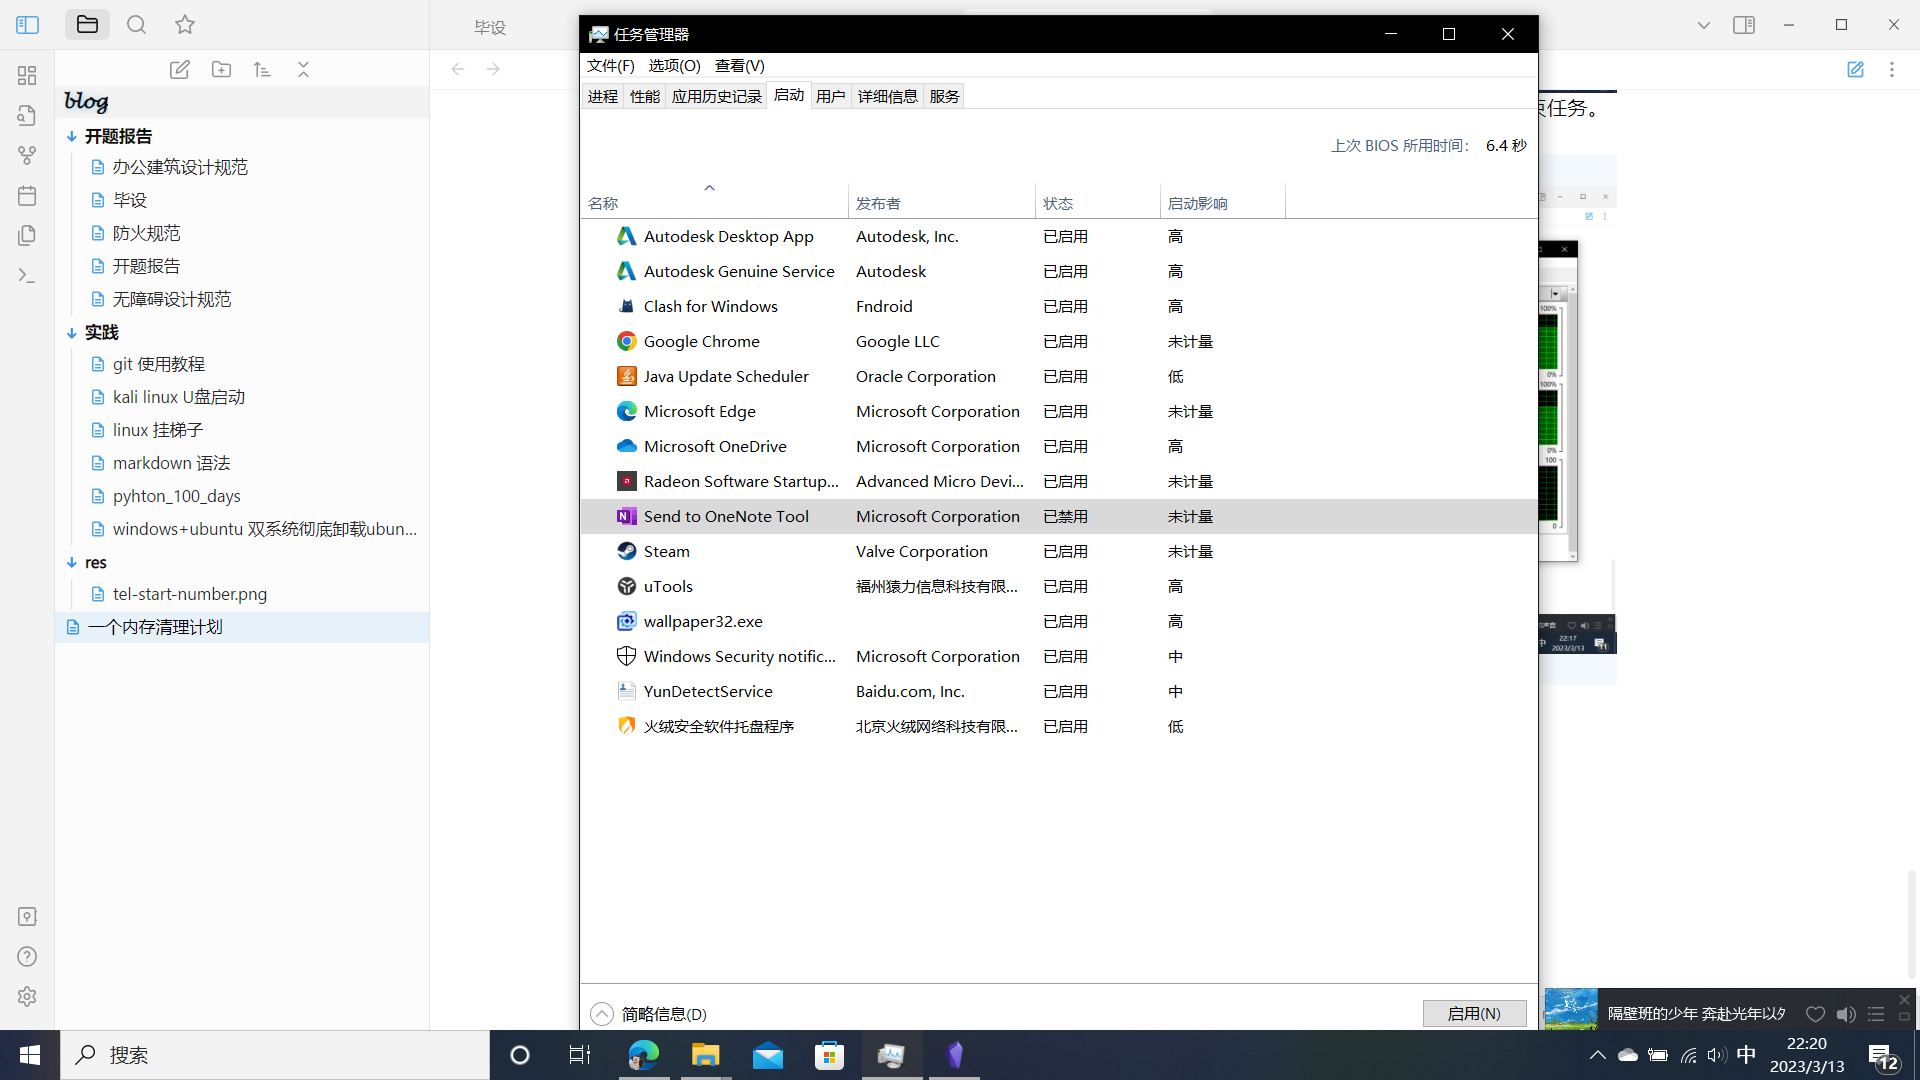 毕设
blog
开题报告
办公建筑设计规范
毕设
防火规范
开题报告
无障碍设计规范
实践
git 使用教程
kali linux U盘启动
linux 挂梯子
markdown 语法
pyhton_100_days
windows+ubuntu 双系统彻底卸载ubun...
res
tel-start-number.png
一个内存清理计划
任务管理器
文件(F) 选项(O) 查看(V)
进程 性能 应用历史记录 启动 用户 详细信息 服务
上次 BIOS 所用时间: 6.4 秒
名称 发布者 状态 启动影响
Autodesk Desktop App Autodesk, Inc. 已启用 高
Autodesk Genuine Service Autodesk 已启用 高
Clash for Windows Fndroid 已启用 高
Google Chrome Google LLC 已启用 未计量
Java Update Scheduler Oracle Corporation 已启用 低
Microsoft Edge Microsoft Corporation 已启用 未计量
Microsoft OneDrive Microsoft Corporation 已启用 高
Radeon Software Startup... Advanced Micro Devi... 已启用 未计量
Send to OneNote Tool Microsoft Corporation 已禁用 未计量
Steam Valve Corporation 已启用 未计量
uTools 福州猿力信息科技有限... 已启用 高
wallpaper32.exe 已启用 高
Windows Security notific... Microsoft Corporation 已启用 中
YunDetectService Baidu.com, Inc. 已启用 中
火绒安全软件托盘程序 北京火绒网络科技有限... 已启用 低
简略信息(D) 启用(N)
任务。
100%
0%
100%
0%
100
0
22:17
2023/3/13
隔壁班的少年 奔赴光年以
搜索
中
22:20
2023/3/13
12